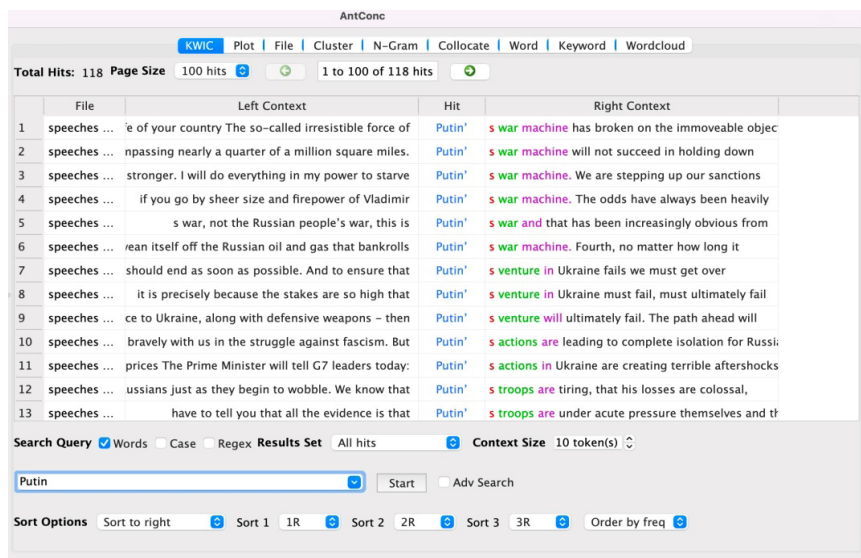 AntConc
KWIC Plot File Cluster N-Gram Collocate Word Keyword Wordcloud
Total Hits: 118 Page Size 100 hits 1 to 100 of 118 hits
File Left Context Hit Right Context
1 speeches ... e of your country The so-called irresistible force of Putin' s war machine has broken on the immoveable objec
2 speeches ... npassing nearly a quarter of a million square miles. Putin' s war machine will not succeed in holding down
3 speeches ... stronger. I will do everything in my power to starve Putin' s war machine. We are stepping up our sanctions
4 speeches ... if you go by sheer size and firepower of Vladimir Putin' s war machine. The odds have always been heavily
5 speeches ... s war, not the Russian people's war, this is Putin' s war and that has been increasingly obvious from
6 speeches ... ean itself off the Russian oil and gas that bankrolls Putin' s war machine. Fourth, no matter how long it
7 speeches ... should end as soon as possible. And to ensure that Putin' s venture in Ukraine fails we must get over
8 speeches ... it is precisely because the stakes are so high that Putin' s venture in Ukraine must fail, must ultimately fail
9 speeches ... ce to Ukraine, along with defensive weapons – then Putin' s venture will ultimately fail. The path ahead will
10 speeches ... bravely with us in the struggle against fascism. But Putin' s actions are leading to complete isolation for Russi
11 speeches ... prices The Prime Minister will tell G7 leaders today: Putin' s actions in Ukraine are creating terrible aftershocks
12 speeches ... ussians just as they begin to wobble. We know that Putin' s troops are tiring, that his losses are colossal,
13 speeches ... have to tell you that all the evidence is that Putin' s troops are under acute pressure themselves and th
Search Query Words Case Regex Results Set All hits Context Size 10 token(s)
Putin Start Adv Search
Sort Options Sort to right Sort 1 1R Sort 2 2R Sort 3 3R Order by freq